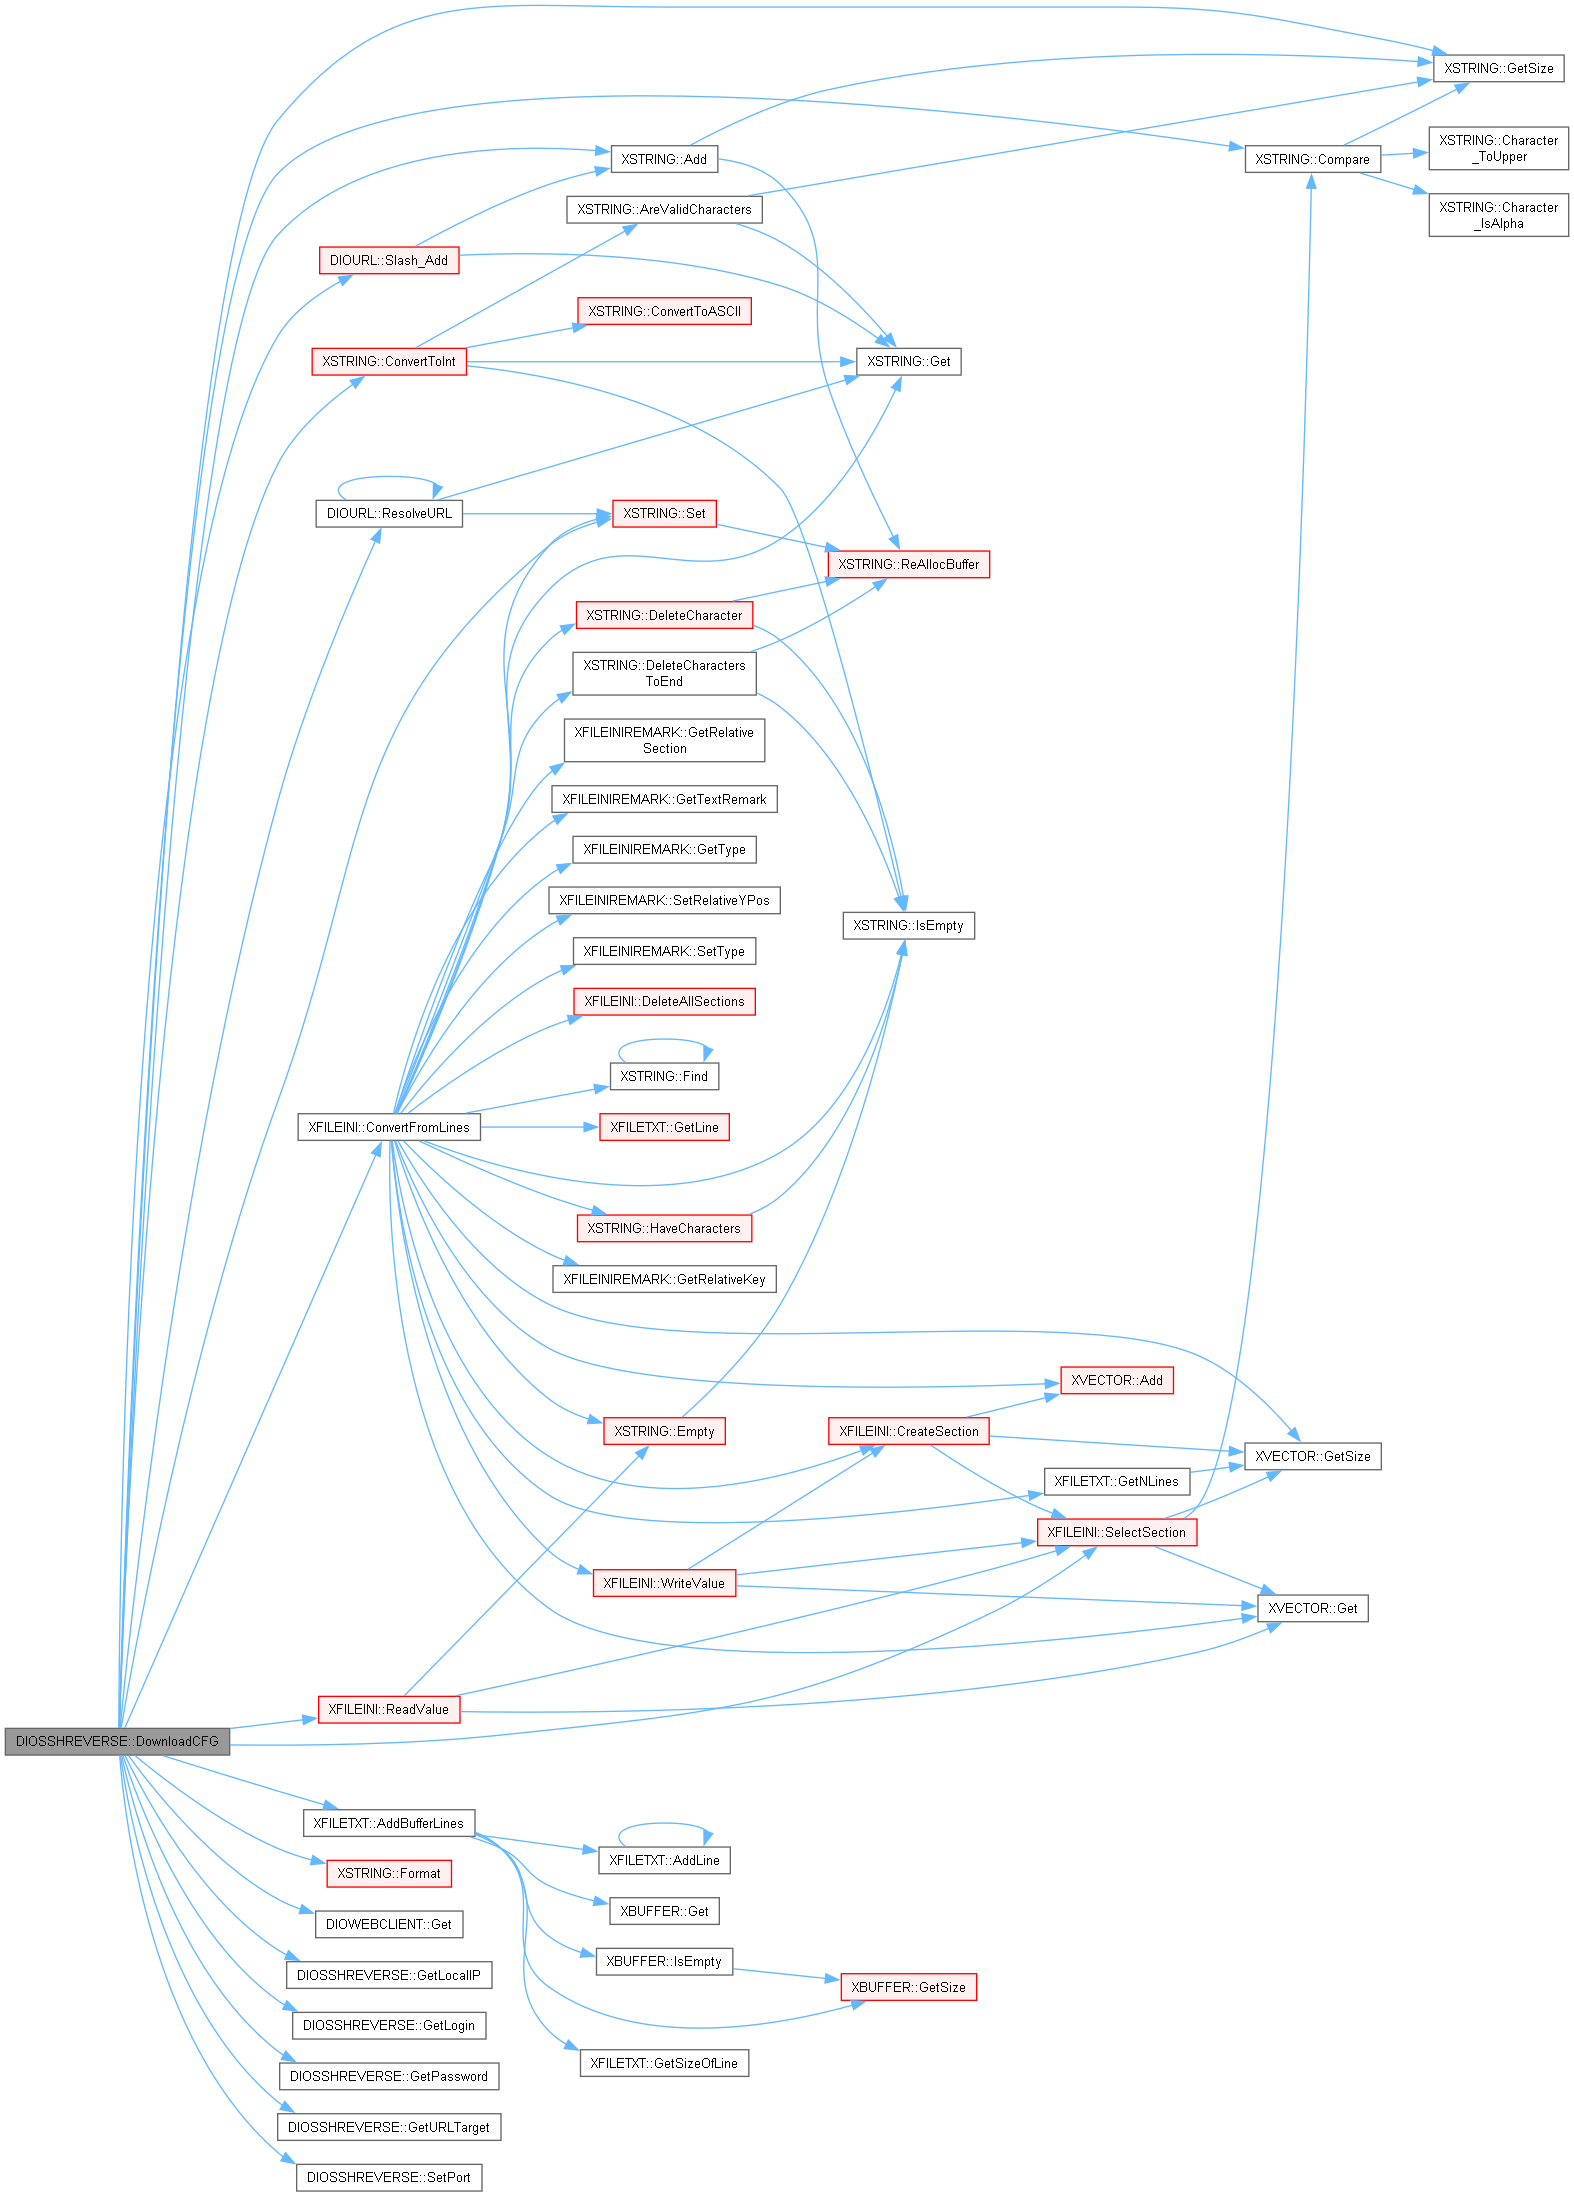 XSTRING::GetSize
XSTRING::Character
_ToUpper
XSTRING::Add
XSTRING::Compare
XSTRING::AreValidCharacters
XSTRING::Character
_IsAlpha
DIOURL::Slash_Add
XSTRING::ConvertToASCII
XSTRING::ConvertToInt
XSTRING::Get
DIOURL::ResolveURL
XSTRING::Set
XSTRING::ReAllocBuffer
XSTRING::DeleteCharacter
XSTRING::DeleteCharacters
ToEnd
XFILEINIREMARK::GetRelative
Section
XFILEINIREMARK::GetTextRemark
XFILEINIREMARK::GetType
XFILEINIREMARK::SetRelativeYPos
XSTRING::IsEmpty
XFILEINIREMARK::SetType
XFILEINI::DeleteAllSections
XSTRING::Find
XFILEINI::ConvertFromLines
XFILETXT::GetLine
XSTRING::HaveCharacters
XFILEINIREMARK::GetRelativeKey
XVECTOR::Add
XSTRING::Empty
XFILEINI::CreateSection
XVECTOR::GetSize
XFILETXT::GetNLines
XFILEINI::SelectSection
XFILEINI::WriteValue
XVECTOR::Get
XFILEINI::ReadValue
DIOSSHREVERSE::DownloadCFG
XFILETXT::AddBufferLines
XFILETXT::AddLine
XSTRING::Format
XBUFFER::Get
DIOWEBCLIENT::Get
XBUFFER::IsEmpty
DIOSSHREVERSE::GetLocalIP
XBUFFER::GetSize
DIOSSHREVERSE::GetLogin
XFILETXT::GetSizeOfLine
DIOSSHREVERSE::GetPassword
DIOSSHREVERSE::GetURLTarget
DIOSSHREVERSE::SetPort